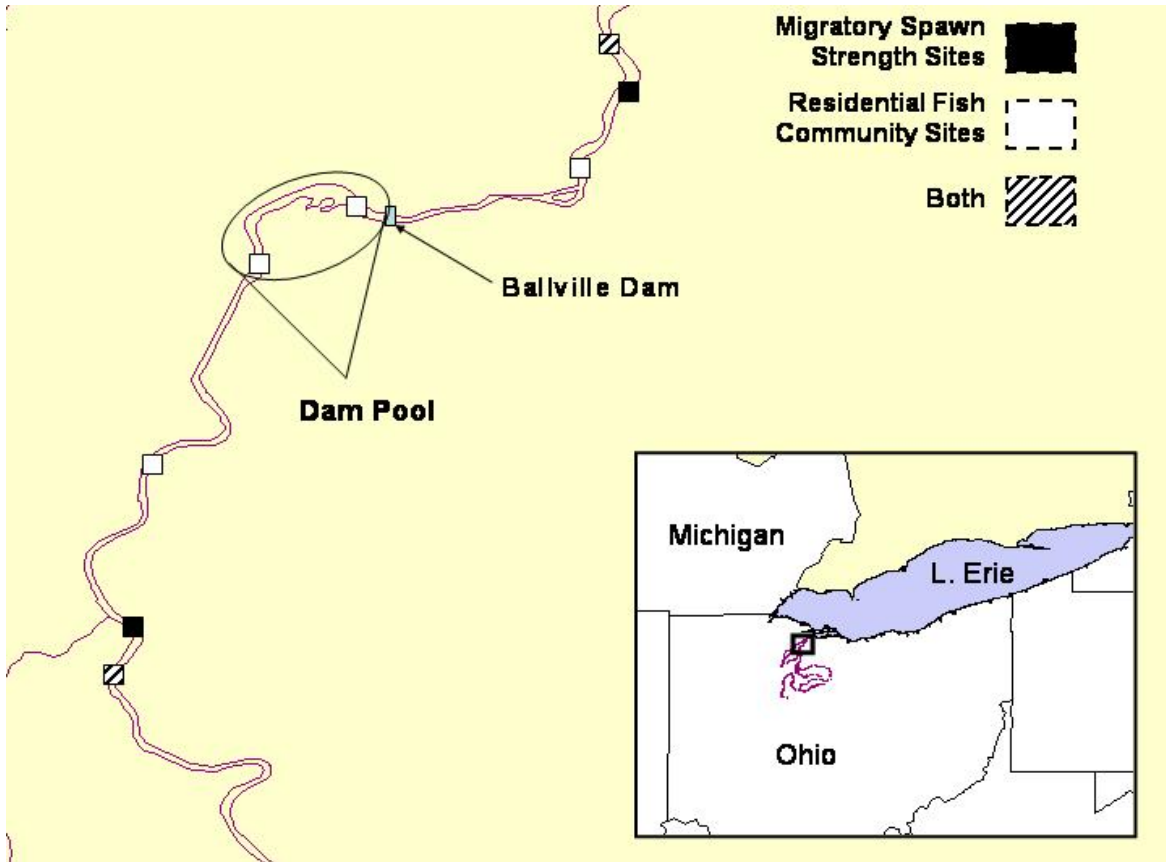 Migratory Spawn
Strength Sites
Residential Fish
Community Sites
Both
Ballville Dam
Dam Pool
Michigan
L. Erie
Ohio